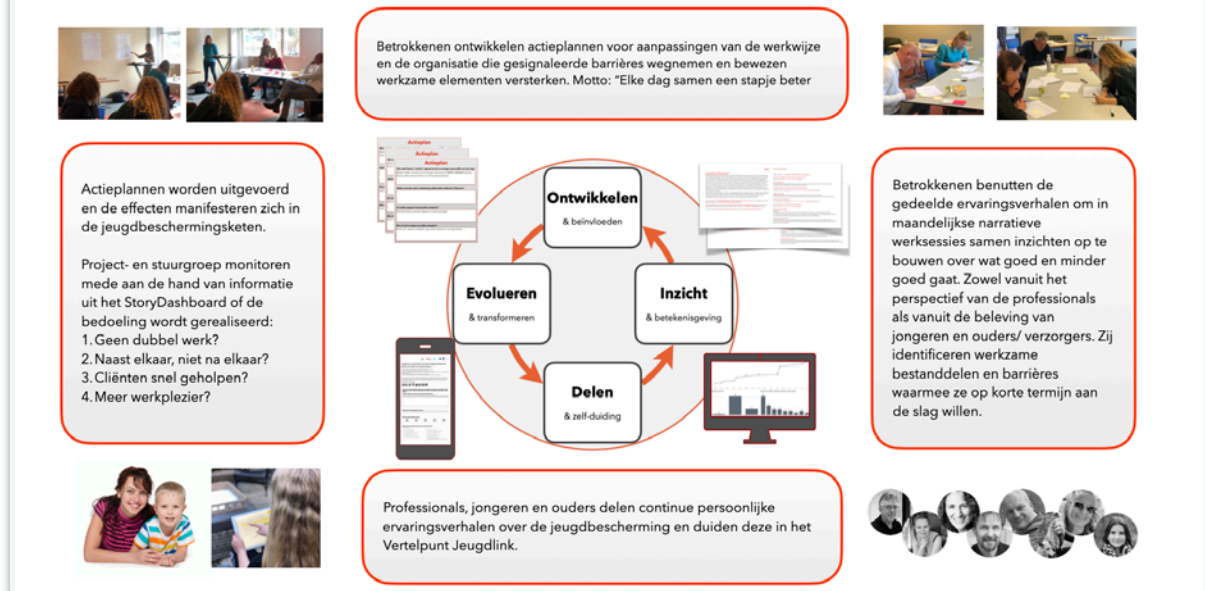 Betrokkenen ontwikkelen actieplannen voor aanpassingen van de werkwijze
en de organisatie die gesignaleerde barrières wegnemen en bewezen
werkzame elementen versterken. Motto: “Elke dag samen een stapje beter
Actieplannen worden uitgevoerd
en de effecten manifesteren zich in
de jeugdbeschermingsketen.
Project- en stuurgroep monitoren
mede aan de hand van informatie
uit het StoryDashboard of de
bedoeling wordt gerealiseerd:
1. Geen dubbel werk?
2. Naast elkaar, niet na elkaar?
3. Cliënten snel geholpen?
4. Meer werkplezier?
Actieplan
Actieplan
Actieplan
Ontwikkelen
& beïnvloeden
Evolueren
& transformeren
Inzicht
& betekenisgeving
Delen
& zelf-duiding
Betrokkenen benutten de
gedeelde ervaringsverhalen om in
maandelijkse narratieve
werksessies samen inzichten op te
bouwen over wat goed en minder
goed gaat. Zowel vanuit het
perspectief van de professionals
als vanuit de beleving van
jongeren en ouders/ verzorgers. Zij
identificeren werkzame
bestanddelen en barrières
waarmee ze op korte termijn aan
de slag willen.
Professionals, jongeren en ouders delen continue persoonlijke
ervaringsverhalen over de jeugdbescherming en duiden deze in het
Vertelpunt Jeugdlink.